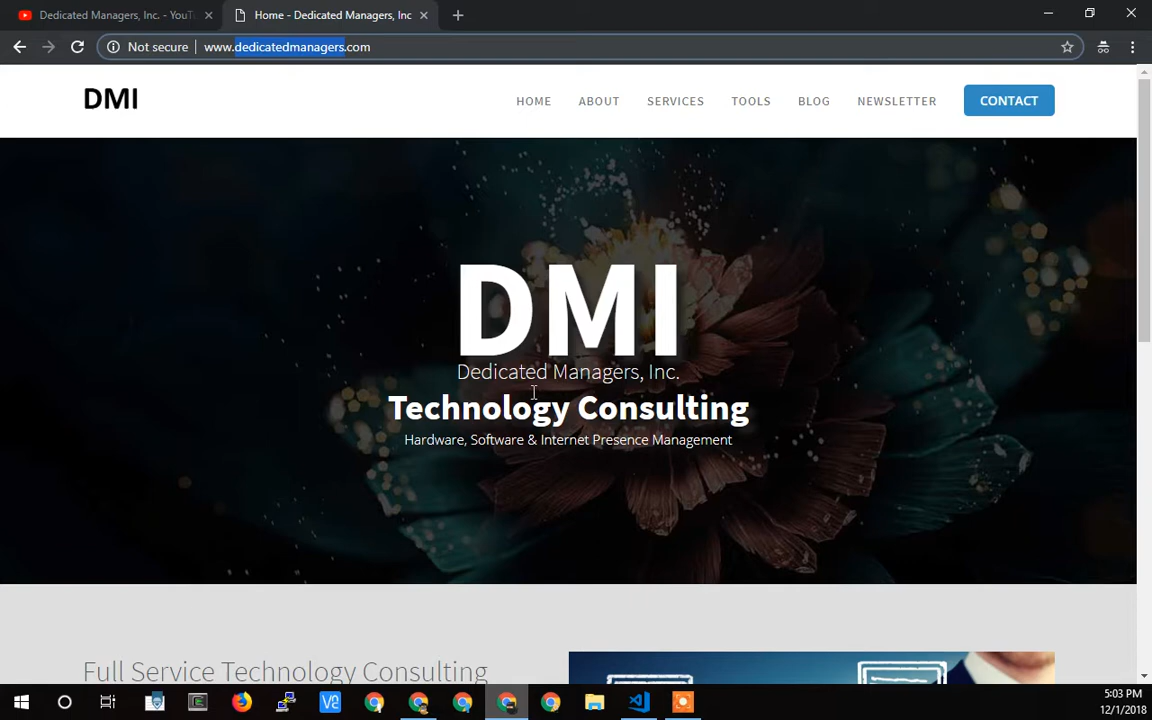 Dedicated Managers, Inc. - YouT
Home - Dedicated Managers, Inc
Not secure | www.dedicatedmanagers.com
DMI
HOME ABOUT SERVICES TOOLS BLOG NEWSLETTER CONTACT
DMI
Dedicated Managers, Inc.
Technology Consulting
Hardware, Software & Internet Presence Management
Full Service Technology Consulting
5:03 PM
12/1/2018